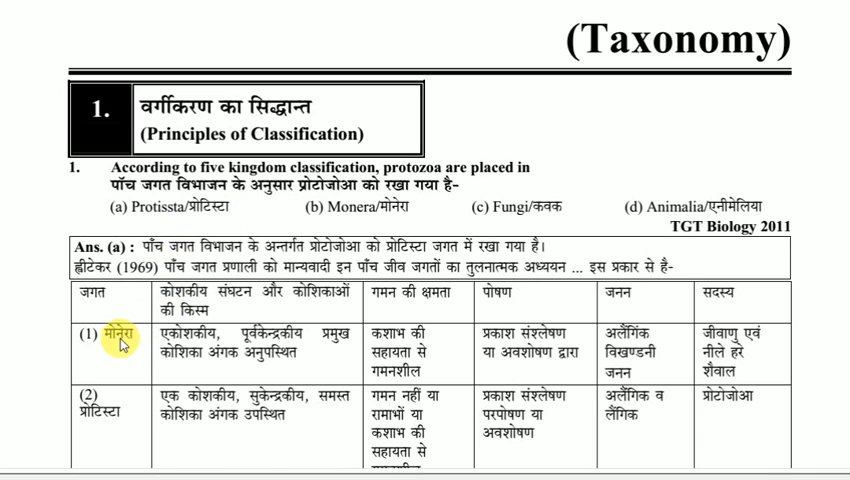 (Taxonomy)
1.
वर्गीकरण का सिद्धान्त
(Principles of Classification)
1. According to five kingdom classification, protozoa are placed in
पाँच जगत विभाजन के अनुसार प्रोटोजोआ को रखा गया है-
(a) Protissta/प्रोटिस्टा (b) Monera/मोनेरा (c) Fungi/कवक (d) Animalia/एनीमेलिया
TGT Biology 2011
Ans. (a) : पाँच जगत विभाजन के अन्तर्गत प्रोटोजोआ को प्रोटिस्टा जगत में रखा गया है।
ह्वीटेकर (1969) पाँच जगत प्रणाली को मान्यवादी इन पाँच जीव जगतों का तुलनात्मक अध्ययन ... इस प्रकार से है-
जगत कोशकीय संघटन और कोशिकाओं की किस्म गमन की क्षमता पोषण जनन सदस्य
(1) मोनेरा एकोशकीय, पूर्वकेन्द्रकीय प्रमुख कशाभ की प्रकाश संश्लेषण अलैंगिंक जीवाणु एवं
कोशिका अंगक अनुपस्थित सहायता से या अवशोषण द्वारा विखण्डनी नीले हरे
गमनशील जनन शैवाल
(2) एक कोशकीय, सुकेन्द्रकीय, समस्त गमन नहीं या प्रकाश संश्लेषण अलैंगिक व प्रोटोजोआ
प्रोटिस्टा कोशिका अंगक उपस्थित रामाभों या परपोषण या लैंगिक
कशाभ की अवशोषण
सहायता से